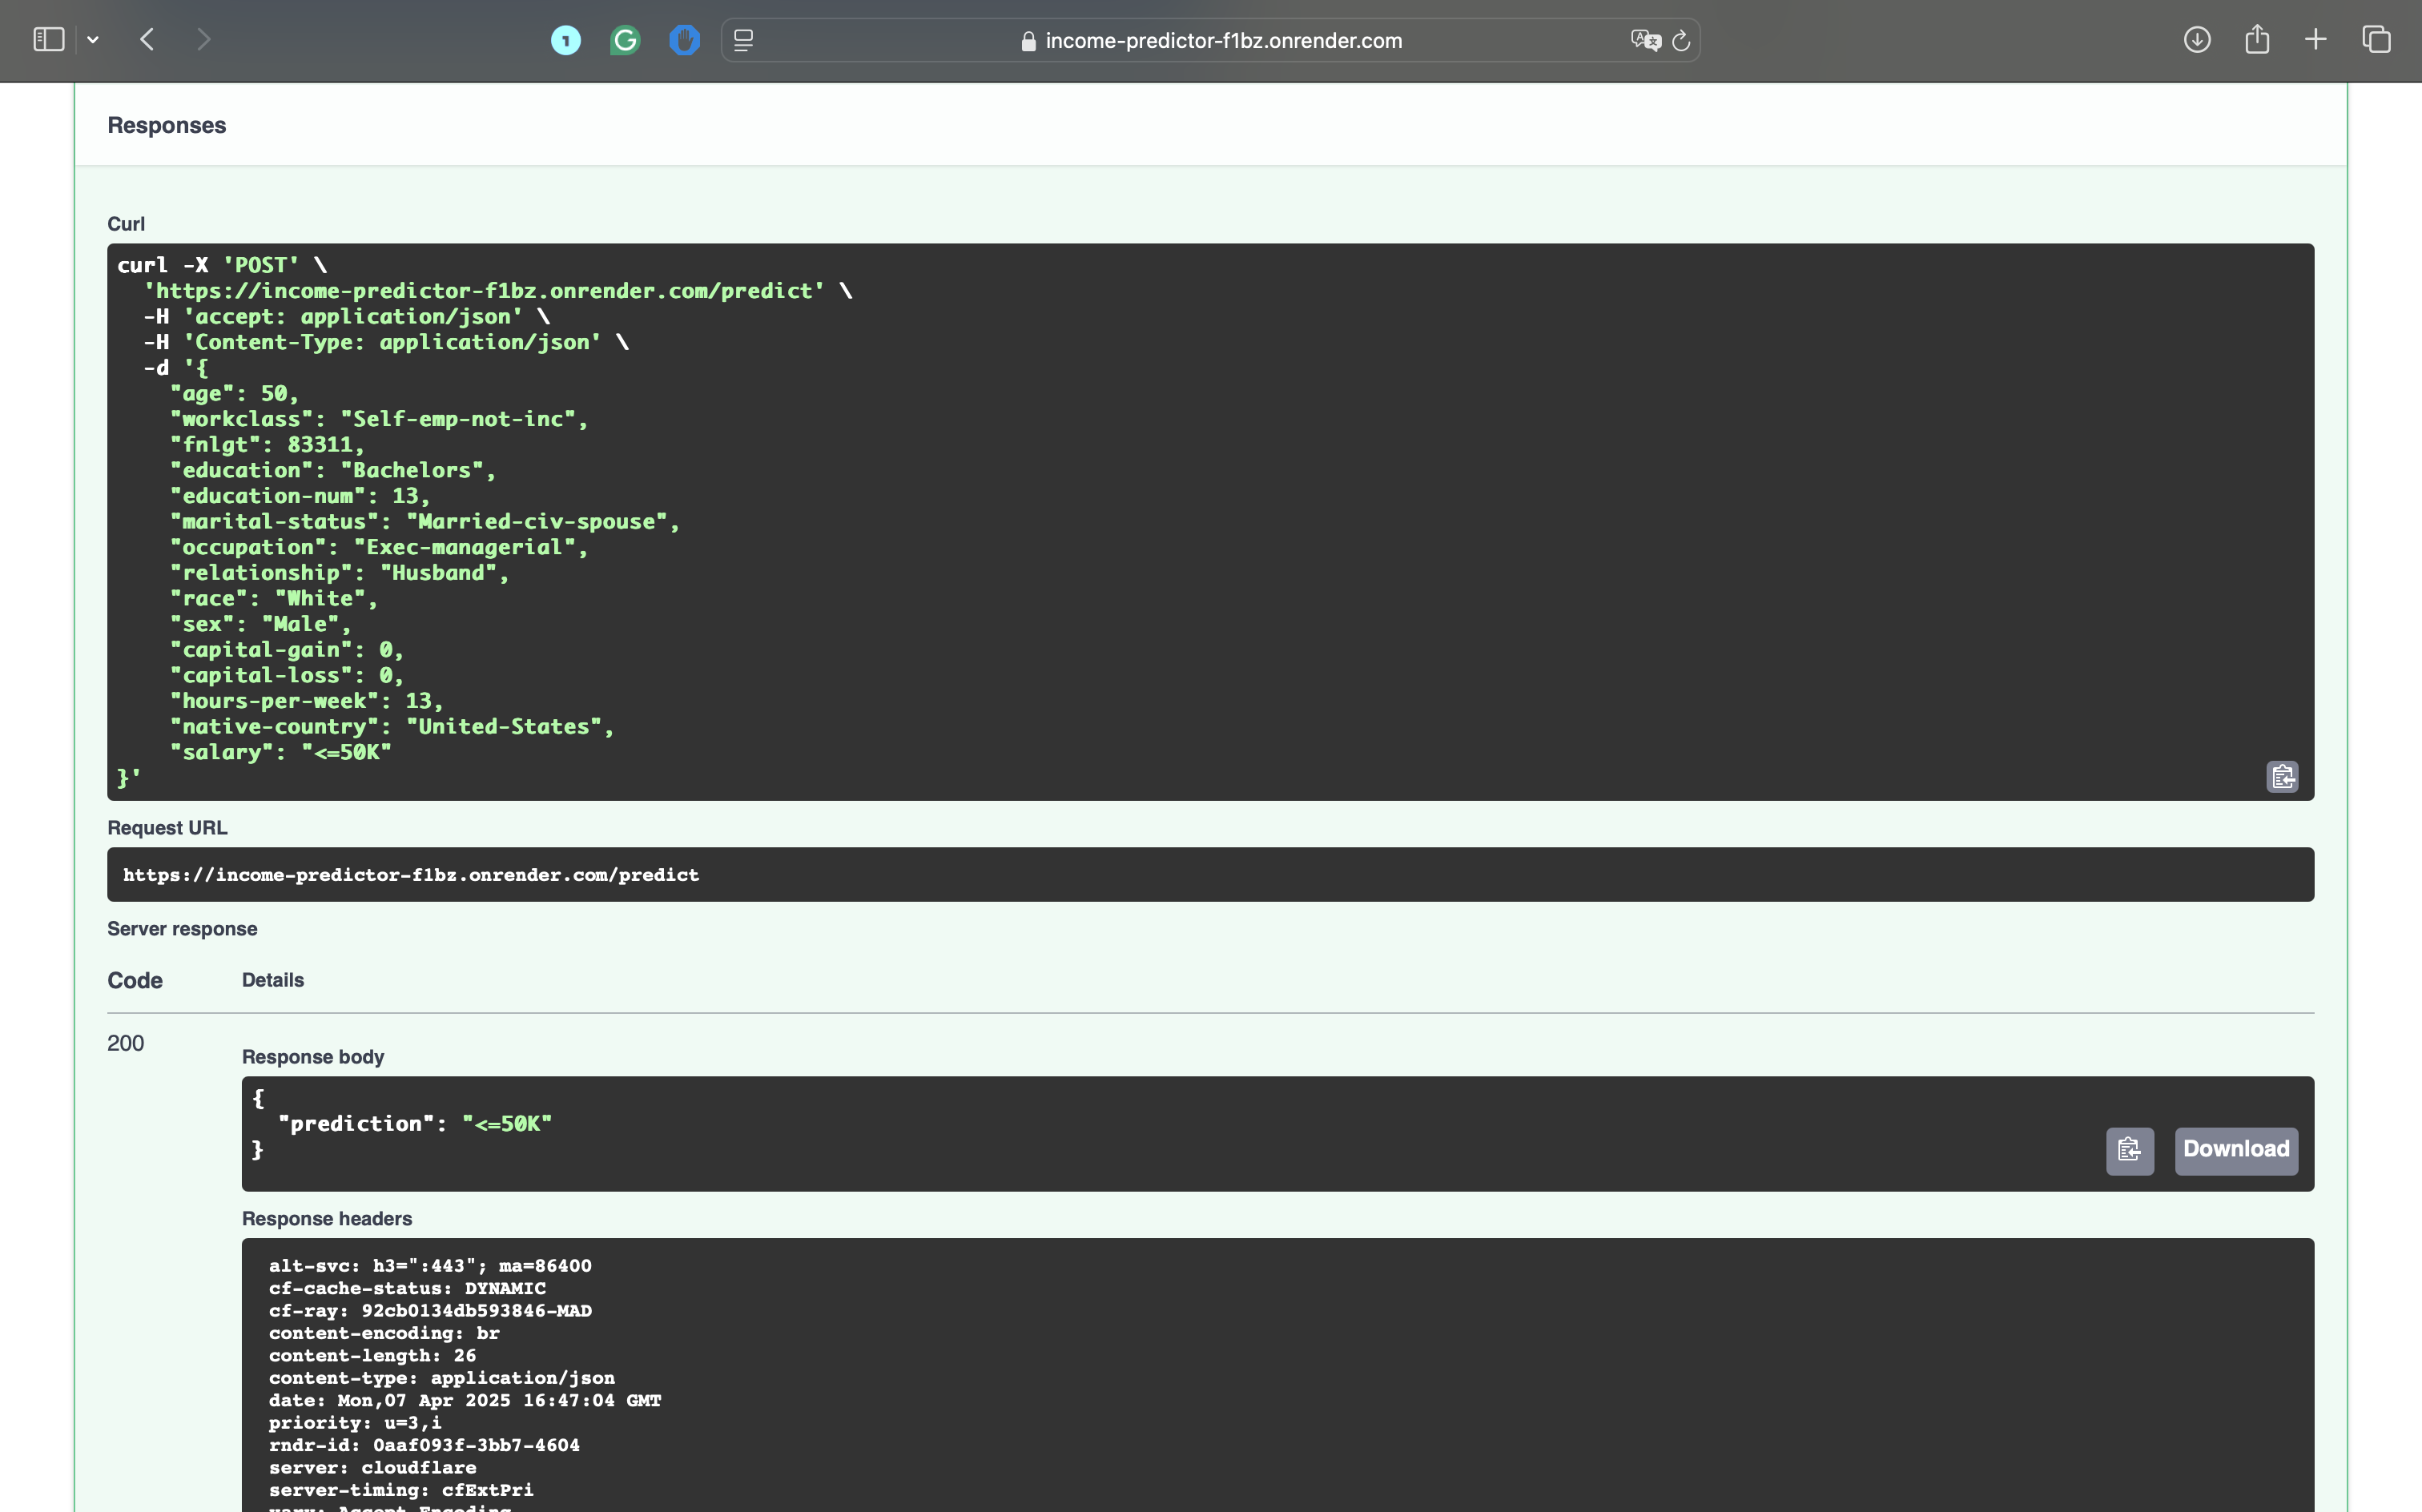 income-predictor-f1bz.onrender.com
Responses
Curl
curl -X 'POST' \
  'https://income-predictor-f1bz.onrender.com/predict' \
  -H 'accept: application/json' \
  -H 'Content-Type: application/json' \
  -d '{
    "age": 50,
    "workclass": "Self-emp-not-inc",
    "fnlgt": 83311,
    "education": "Bachelors",
    "education-num": 13,
    "marital-status": "Married-civ-spouse",
    "occupation": "Exec-managerial",
    "relationship": "Husband",
    "race": "White",
    "sex": "Male",
    "capital-gain": 0,
    "capital-loss": 0,
    "hours-per-week": 13,
    "native-country": "United-States",
    "salary": "<=50K"
}'
Request URL
https://income-predictor-f1bz.onrender.com/predict
Server response
Code Details
200
Response body
{
  "prediction": "<=50K"
}
Download
Response headers
alt-svc: h3=":443"; ma=86400
cf-cache-status: DYNAMIC
cf-ray: 92cb0134db593846-MAD
content-encoding: br
content-length: 26
content-type: application/json
date: Mon,07 Apr 2025 16:47:04 GMT
priority: u=3,i
rndr-id: 0aaf093f-3bb7-4604
server: cloudflare
server-timing: cfExtPri
vary: Accept-Encoding